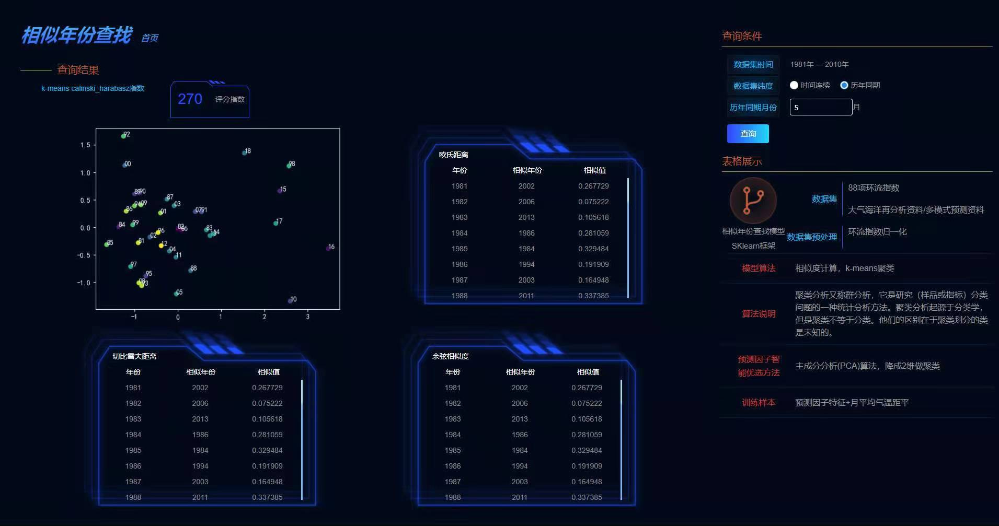 相似年份查找 首页
查询结果
k-means calinski_harabasz指数
270 评分指数
92
18
00
98
15
89 90
87
94 09
03
86
01
07 91
99
17
84
82 66
83
96
134
02
85
81
12
16
04
11
97
88
95
08
93
05
10
1.5
1.0
0.5
0.0
-0.5
-1.0
-1 0 1 2 3
欧氏距离
年份 相似年份 相似值
1981 2002 0.267729
1982 2006 0.075222
1983 2013 0.105618
1984 1986 0.281059
1985 1984 0.329484
1986 1994 0.191909
1987 2003 0.164948
1988 2011 0.337385
切比雪夫距离
年份 相似年份 相似值
1981 2002 0.267729
1982 2006 0.075222
1983 2013 0.105618
1984 1986 0.281059
1985 1984 0.329484
1986 1994 0.191909
1987 2003 0.164948
1988 2011 0.337385
余弦相似度
年份 相似年份 相似值
1981 2002 0.267729
1982 2006 0.075222
1983 2013 0.105618
1984 1986 0.281059
1985 1984 0.329484
1986 1994 0.191909
1987 2003 0.164948
1988 2011 0.337385
查询条件
数据集时间 1981年 — 2010年
数据集纬度 时间连续 历年同期
历年同期月份 5 月
查询
表格展示
相似年份查找模型
SKlearn框架
数据集 88项环流指数
大气海洋再分析资料/多模式预测资料
数据集预处理 环流指数归一化
模型算法 相似度计算，k-means聚类
算法说明 聚类分析又称群分析，它是研究（样品或指标）分类
问题的一种统计分析方法。聚类分析起源于分类学，
但是聚类不等于分类。他们的区别在于聚类划分的类
是未知的。
预测因子智
能优选方法 主成分分析(PCA)算法，降成2维做聚类
训练样本 预测因子特征+月平均气温距平